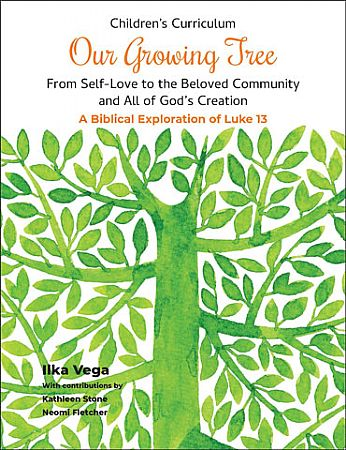 Children's Curriculum
Our Growing Tree
From Self-Love to the Beloved Community
and All of God's Creation
A Biblical Exploration of Luke 13
Ilka Vega
With contributions by
Kathleen Stone
Neomi Fletcher